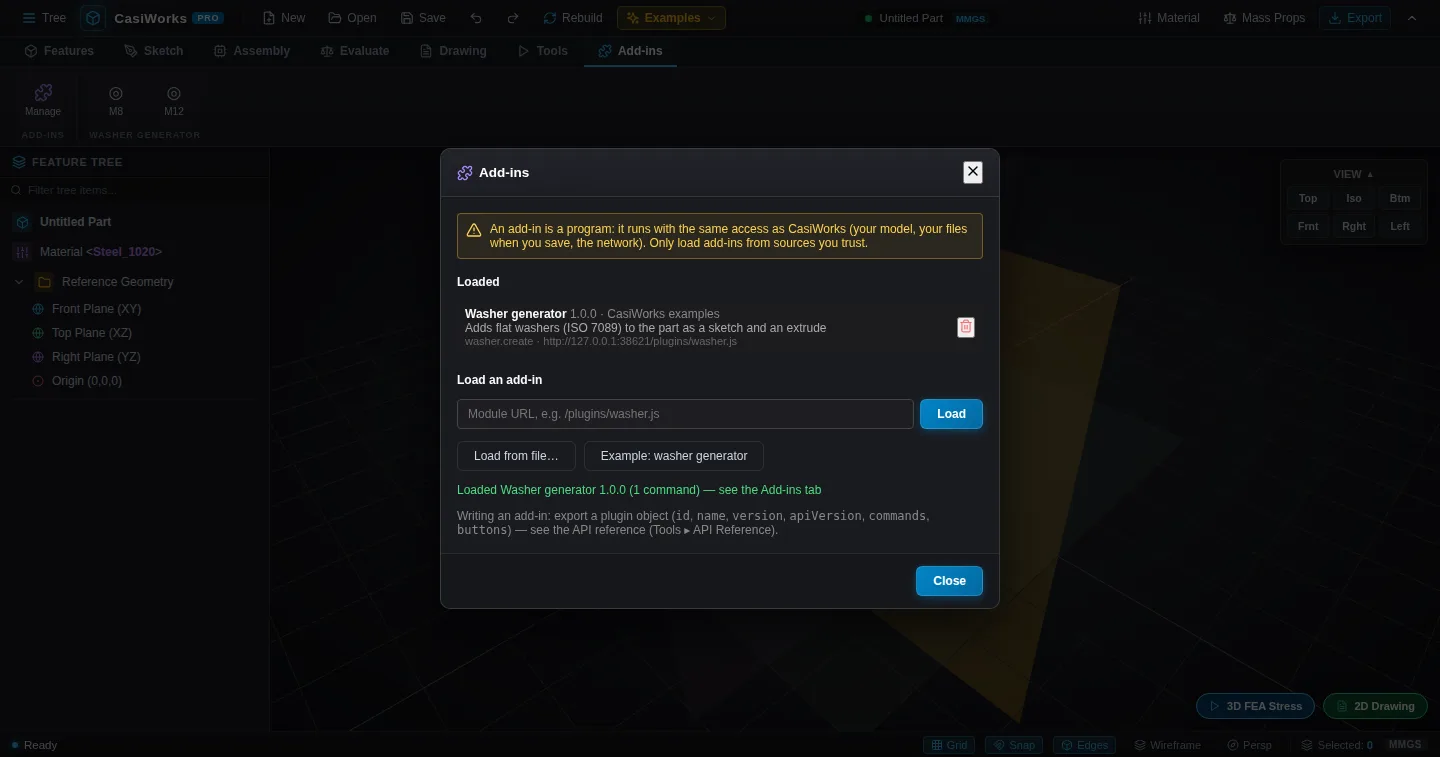 Tree
CasiWorks PRO
New
Open
Save
Rebuild
Examples
Untitled Part MMGS
Material
Mass Props
Export
Features
Sketch
Assembly
Evaluate
Drawing
Tools
Add-ins
Manage
M8
M12
ADD-INS
WASHER GENERATOR
FEATURE TREE
Filter tree items...
Untitled Part
Material <Steel_1020>
Reference Geometry
Front Plane (XY)
Top Plane (XZ)
Right Plane (YZ)
Origin (0,0,0)
Add-ins
An add-in is a program: it runs with the same access as CasiWorks (your model, your files
when you save, the network). Only load add-ins from sources you trust.
Loaded
Washer generator 1.0.0 · CasiWorks examples
Adds flat washers (ISO 7089) to the part as a sketch and an extrude
washer.create · http://127.0.0.1:38621/plugins/washer.js
Load an add-in
Module URL, e.g. /plugins/washer.js
Load
Load from file…
Example: washer generator
Loaded Washer generator 1.0.0 (1 command) — see the Add-ins tab
Writing an add-in: export a plugin object (id, name, version, apiVersion, commands,
buttons) — see the API reference (Tools ▸ API Reference).
Close
VIEW ▲
Top
Iso
Btm
Frnt
Rght
Left
3D FEA Stress
2D Drawing
Ready
Grid
Snap
Edges
Wireframe
Persp
Selected: 0
MMGS